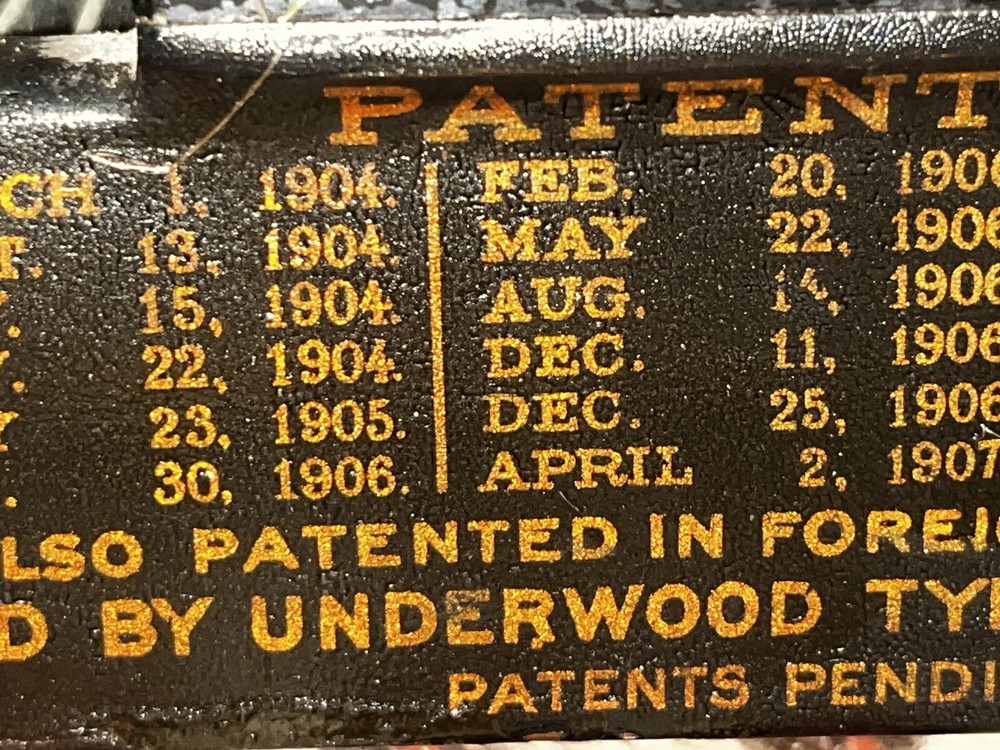 PATENT
CH 1, 1904.
T. 13, 1904.
. 15, 1904.
. 22, 1904.
Y 23, 1905.
. 30, 1906.
FEB. 20, 190
MAY 22, 1906
AUG. 14, 1906
DEC. 11, 1906
DEC. 25, 1906
APRIL 2, 1907
LSO PATENTED IN FOREI
D BY UNDERWOOD TY
PATENTS PENDI